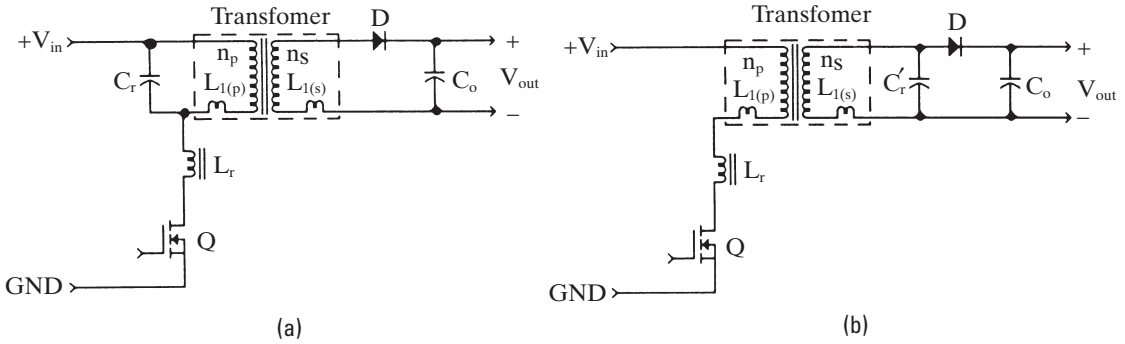 Transfomer
D
+V_in
n_p
n_S
C_r
L_1(p)
L_1(s)
C_o
+
V_out
−
L_r
Q
GND
(a)
Transfomer
D
+V_in
n_p
n_S
L_1(p)
L_1(s)
C_r′
C_o
+
V_out
−
L_r
Q
GND
(b)